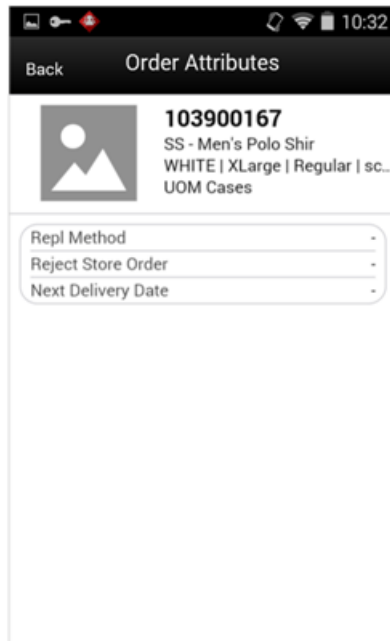 10:32
Back
Order Attributes
103900167
SS - Men's Polo Shir
WHITE | XLarge | Regular | sc...
UOM Cases
Repl Method -
Reject Store Order -
Next Delivery Date -